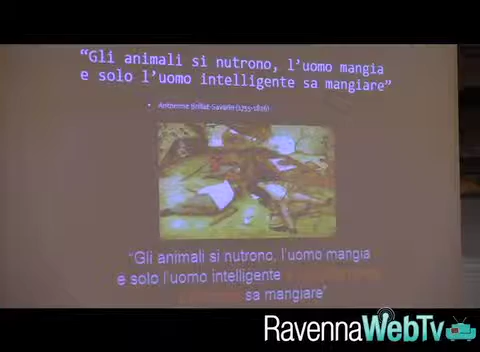 “Gli animali si nutrono, l’uomo mangia
e solo l’uomo intelligente sa mangiare”
Brillat-Savarin (1755-1826)
“Gli animali si nutrono, l’uomo mangia
e solo l’uomo intelligente
sa mangiare”
RavennaWebTv